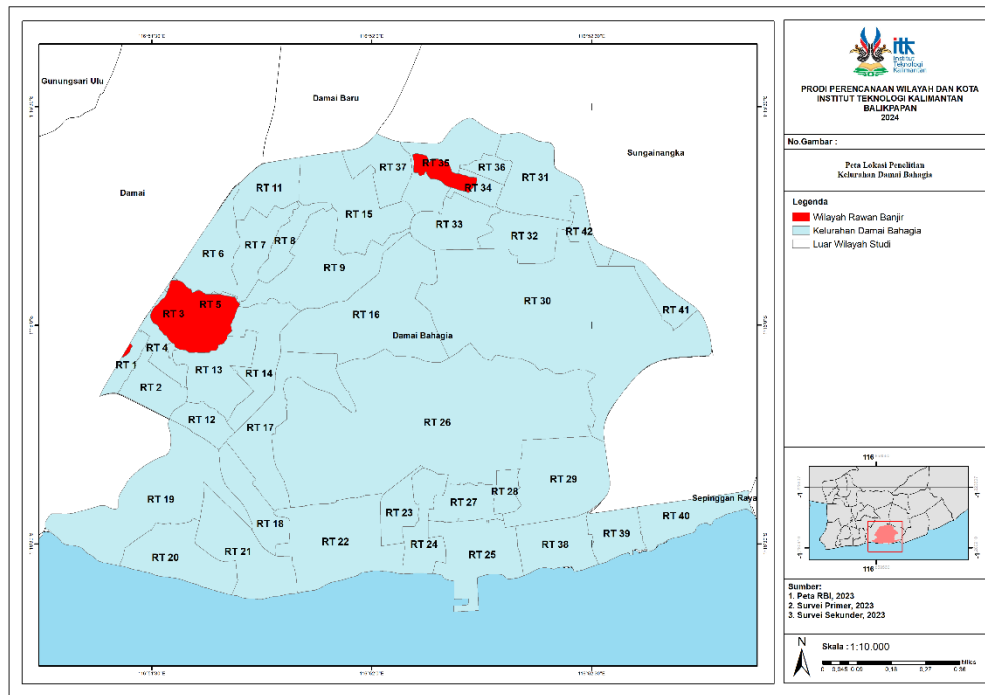 Gunungsari Ulu
Damai Baru
Sungainangka
Damai
RT 37
RT 35
RT 36
RT 34
RT 31
RT 11
RT 15
RT 33
RT 32
RT 42
RT 7
RT 8
RT 6
RT 9
RT 30
RT 5
RT 3
RT 16
RT 41
Damai Bahagia
RT 4
RT 1
RT 13
RT 14
RT 2
RT 12
RT 17
RT 26
RT 29
RT 28
RT 27
Sepinggan Raya
RT 19
RT 18
RT 23
RT 40
RT 39
RT 22
RT 24
RT 38
RT 20
RT 21
RT 25
itk
Institut
Teknologi
Kalimantan
PRODI PERENCANAAN WILAYAH DAN KOTA
INSTITUT TEKNOLOGI KALIMANTAN
BALIKPAPAN
2024
No.Gambar :
Peta Lokasi Penelitian
Kelurahan Damai Bahagia
Legenda
Wilayah Rawan Banjir
Kelurahan Damai Bahagia
Luar Wilayah Studi
116
Sumber:
1. Peta RBI, 2023
2. Survei Primer, 2023
3. Survei Sekunder, 2023
N
Skala : 1:10.000